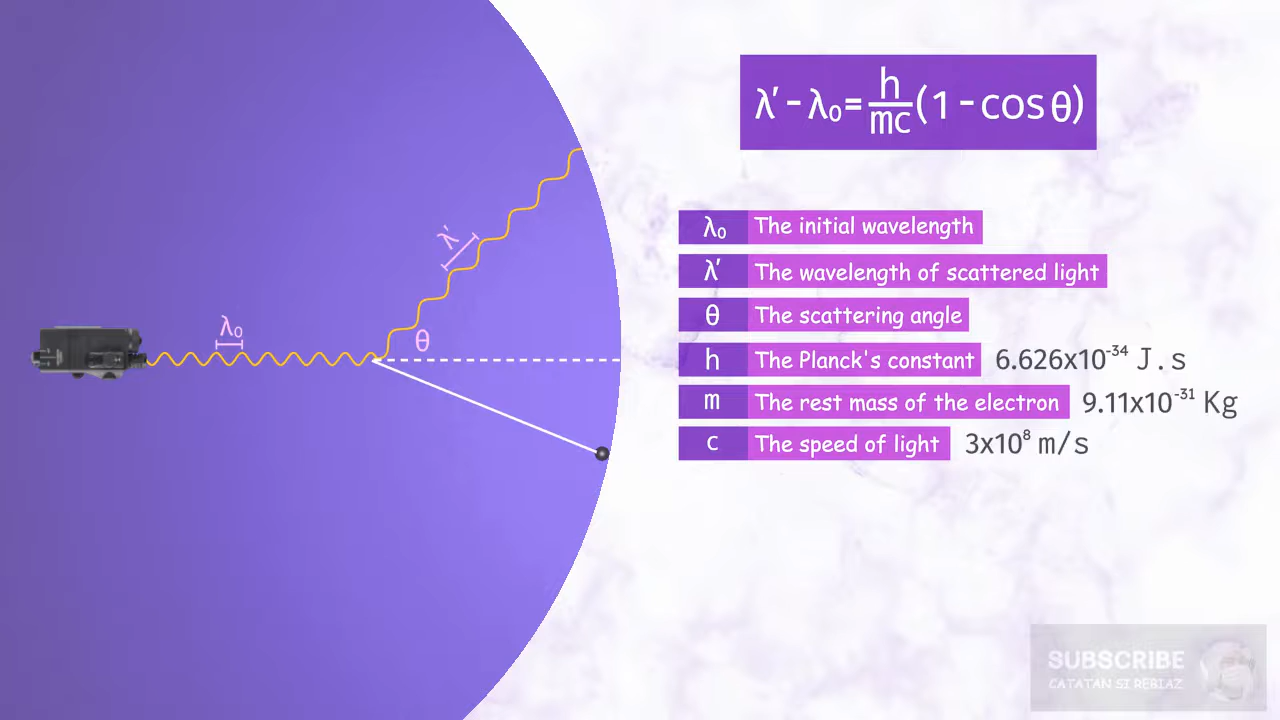 λ₀
λ′
θ
λ′-λ₀=h/mc(1-cosθ)
λ₀ The initial wavelength
λ′ The wavelength of scattered light
θ The scattering angle
h The Planck's constant 6.626x10⁻³⁴ J.s
m The rest mass of the electron 9.11x10⁻³¹ Kg
c The speed of light 3x10⁸ m/s
SUBSCRIBE
CATATAN SI REBIAZ